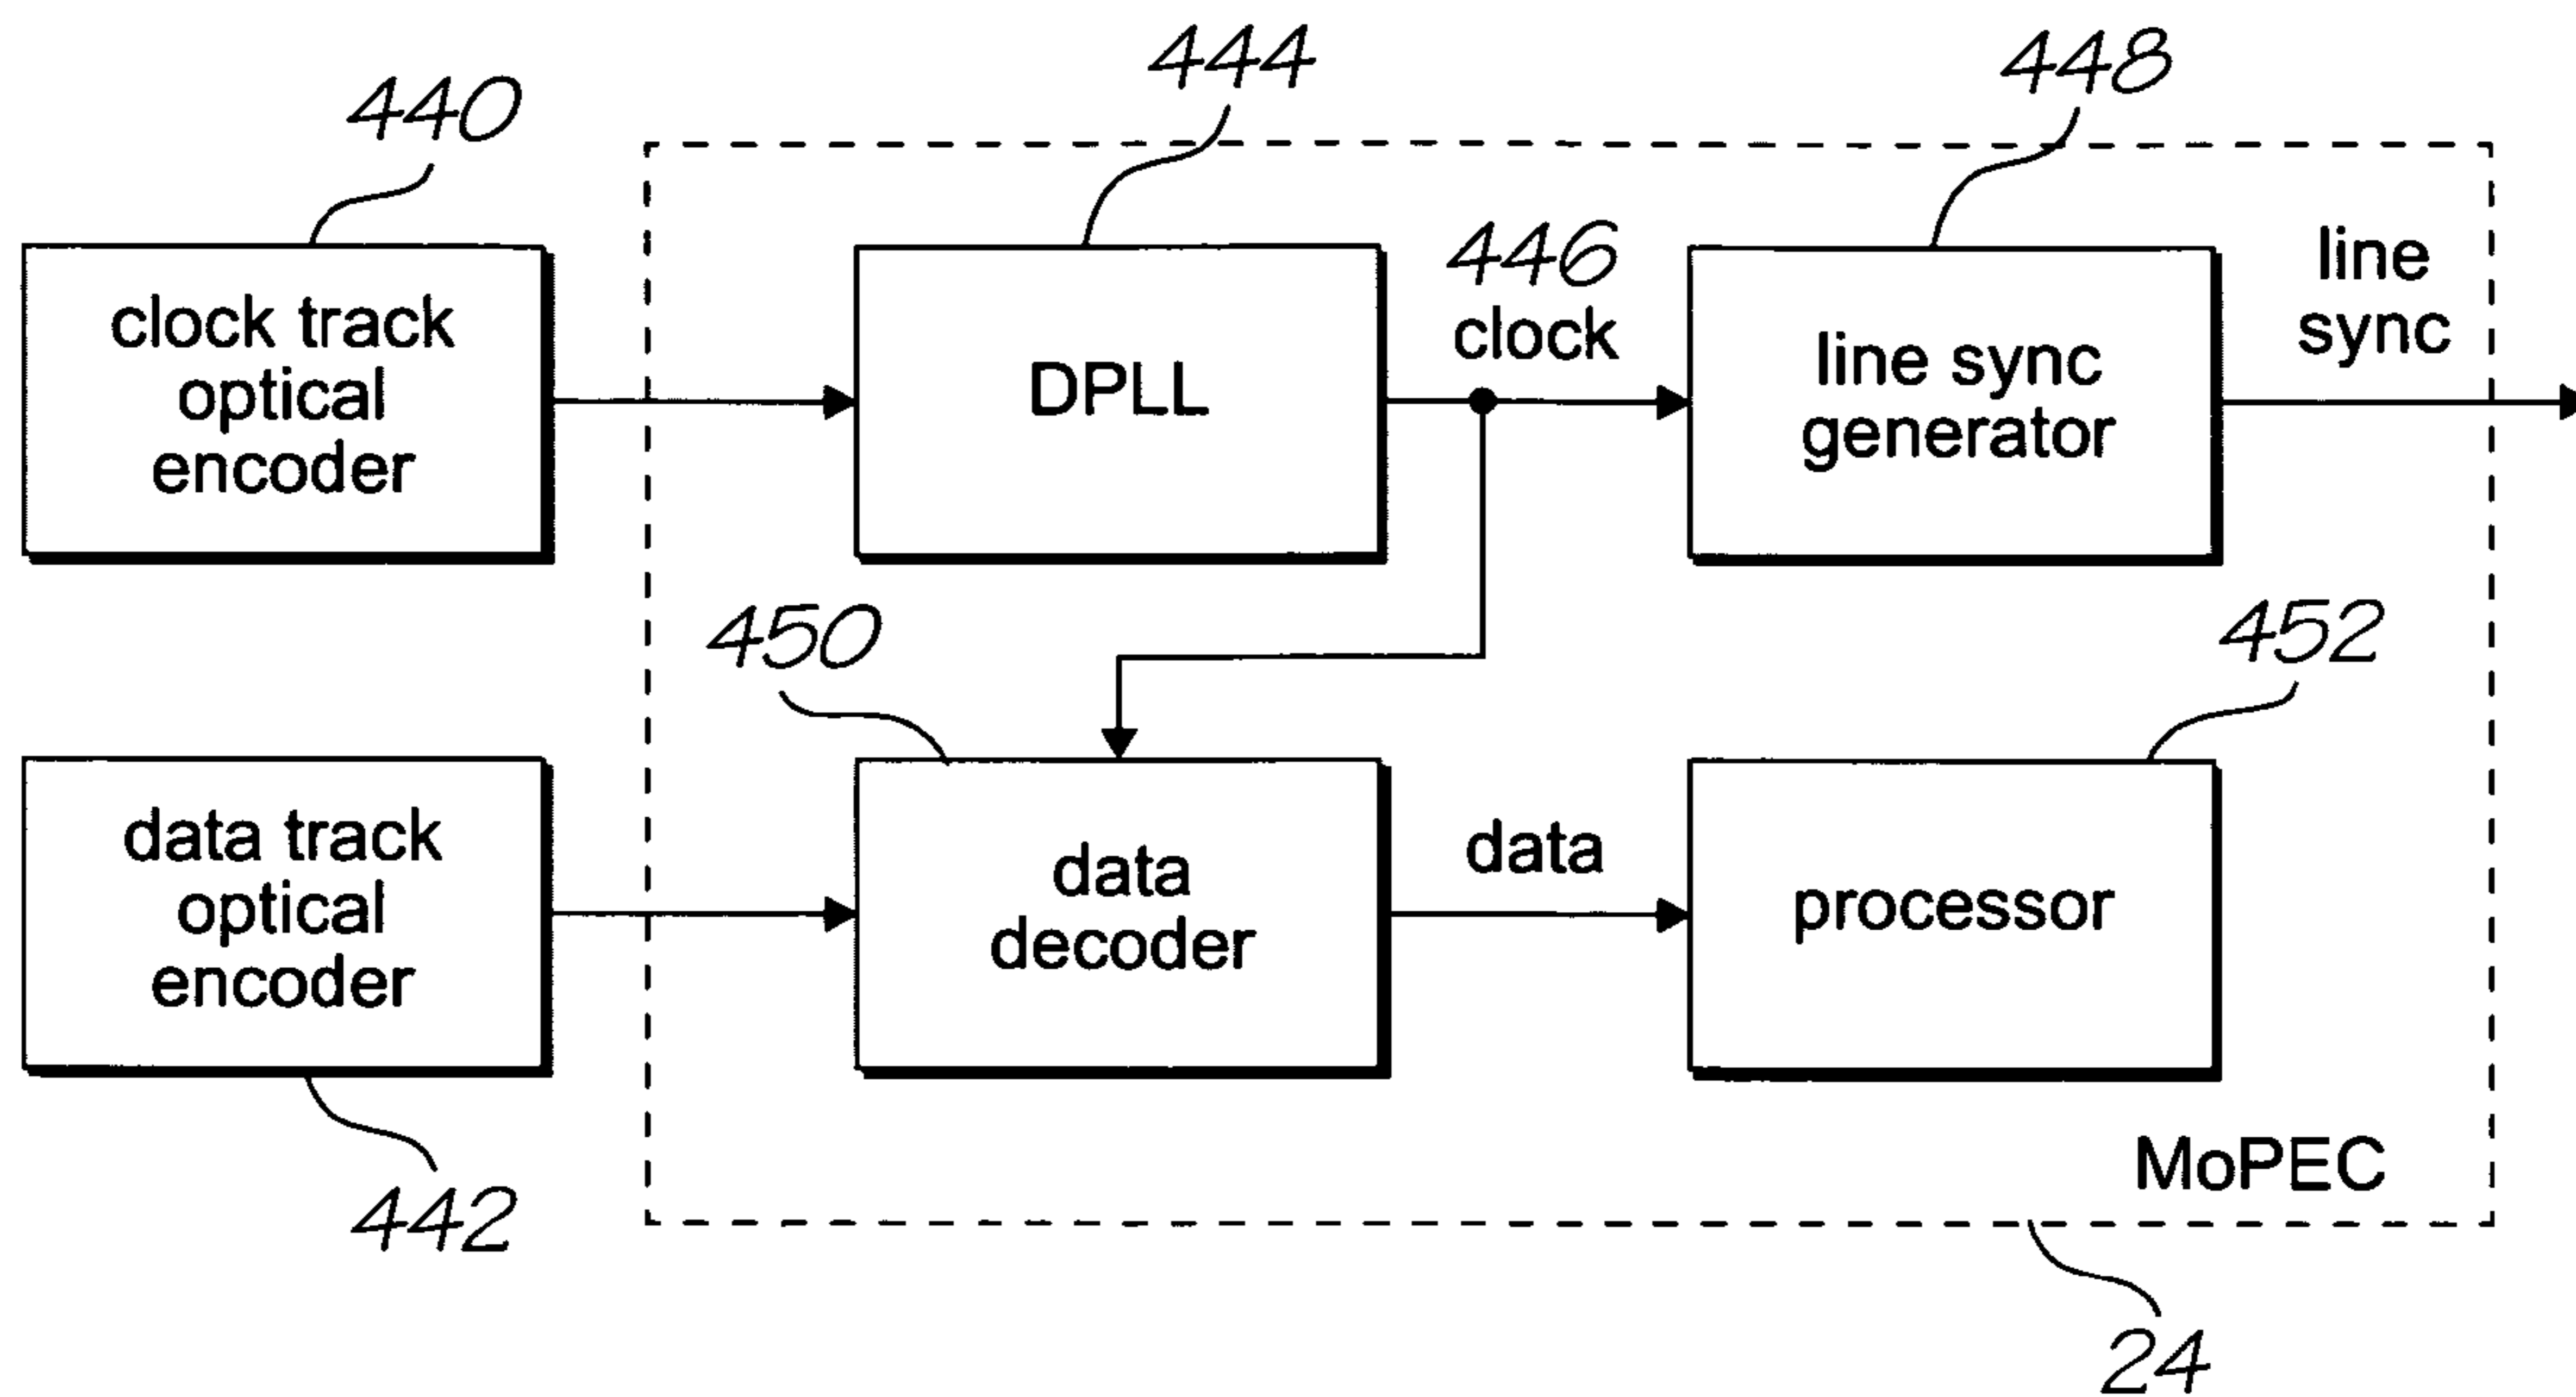 444
448
440
446
clock
line
sync
clock track
optical
encoder
DPLL
line sync
generator
450
452
data track
optical
encoder
data
decoder
data
processor
MoPEC
442
24